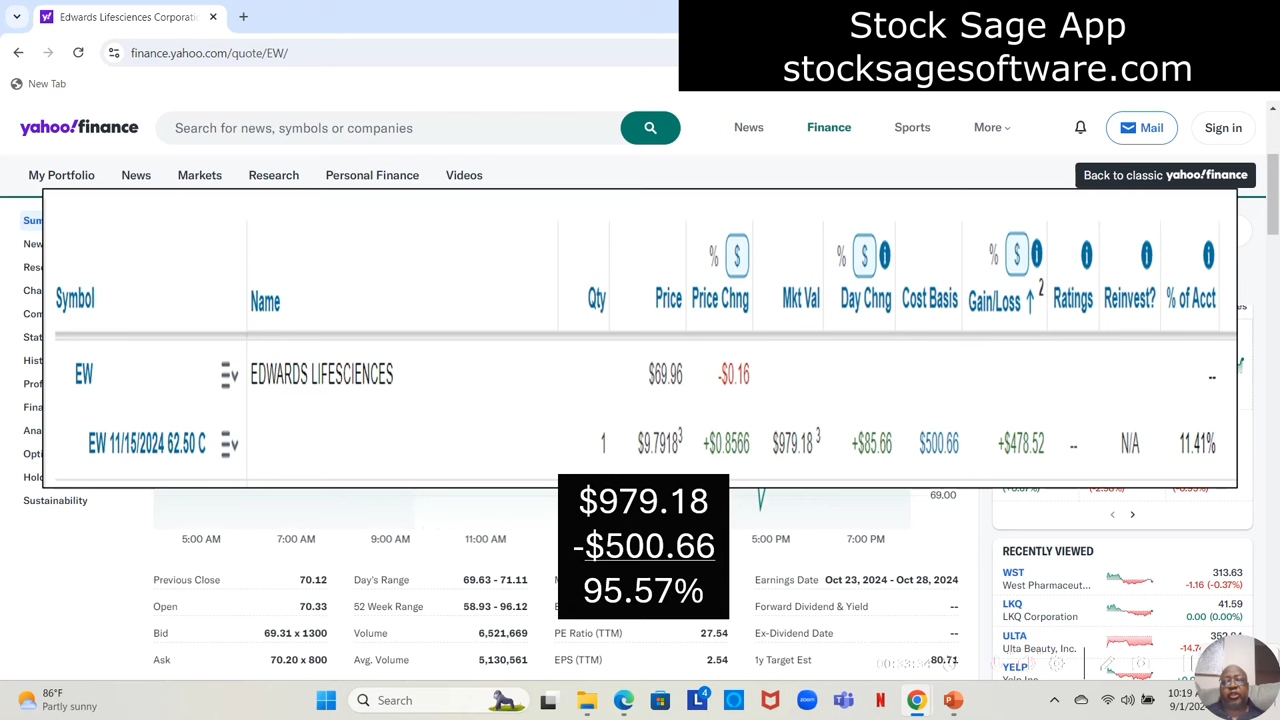 Edwards Lifesciences Corporati
Stock Sage App
stocksagesoftware.com
finance.yahoo.com/quote/EW/
New Tab
yahoo!finance
Search for news, symbols or companies
News
Finance
Sports
More
Mail
Sign in
My Portfolio
News
Markets
Research
Personal Finance
Videos
Back to classic yahoo!finance
Symbol
Name
Qty
Price
% $
Price Chng
Mkt Val
% $
Day Chng
Cost Basis
% $
Gain/Loss ↑ 2
Ratings
Reinvest?
% of Acct
EW EDWARDS LIFESCIENCES $69.96 -$0.16 --
EW 11/15/2024 62.50 C 1 $9.7918 3 +$0.8566 $979.18 3 +$85.66 $500.66 +$478.52 -- N/A 11.41%
$979.18
-$500.66
95.57%
Sustainability
69.00
5:00 AM 7:00 AM 9:00 AM 11:00 AM 5:00 PM 7:00 PM
Previous Close 70.12
Open 70.33
Bid 69.31 x 1300
Ask 70.20 x 800
Day's Range 69.63 - 71.11
52 Week Range 58.93 - 96.12
Volume 6,521,669
Avg. Volume 5,130,561
PE Ratio (TTM) 27.54
EPS (TTM) 2.54
Earnings Date Oct 23, 2024 - Oct 28, 2024
Forward Dividend & Yield --
Ex-Dividend Date --
1y Target Est 80.71
RECENTLY VIEWED
WST 313.63
West Pharmaceut... -1.16 (-0.37%)
LKQ 41.59
LKQ Corporation 0.00 (0.00%)
ULTA
Ulta Beauty, Inc.
YELP
86°F
Partly sunny
Search
4
10:19